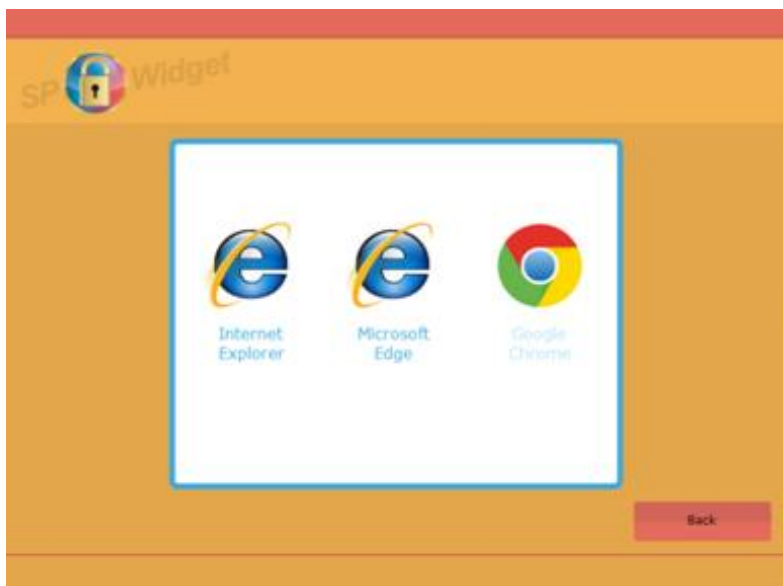 SP Widget
Internet
Explorer
Microsoft
Edge
Google
Chrome
Back